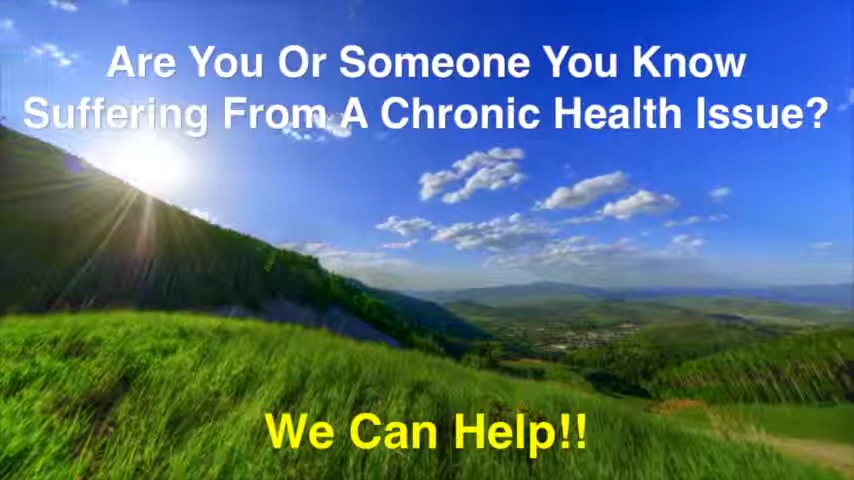 Are You Or Someone You Know
Suffering From A Chronic Health Issue?
We Can Help!!